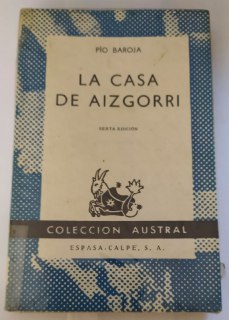 PÍO BAROJA
LA CASA
DE AIZGORRI
SEXTA EDICIÓN
COLECCION AUSTRAL
ESPASA-CALPE, S. A.